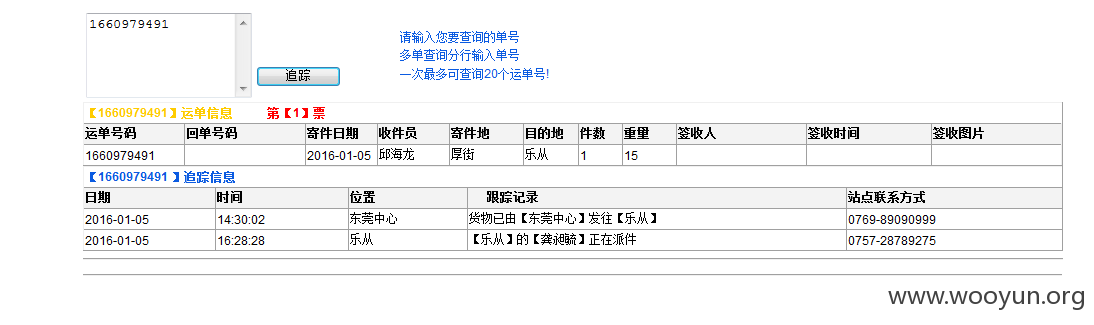 1660979491
请输入您要查询的单号
多单查询分行输入单号
一次最多可查询20个运单号!
追踪
【1660979491】运单信息 第【1】票
运单号码 回单号码 寄件日期 收件员 寄件地 目的地 件数 重量 签收人 签收时间 签收图片
1660979491 2016-01-05 邱海龙 厚街 乐从 1 15
【1660979491 】追踪信息
日期 时间 位置 跟踪记录 站点联系方式
2016-01-05 14:30:02 东莞中心 货物已由【东莞中心】发往【乐从】 0769-89090999
2016-01-05 16:28:28 乐从 【乐从】的【龚昶毓】正在派件 0757-28789275
www.wooyun.org